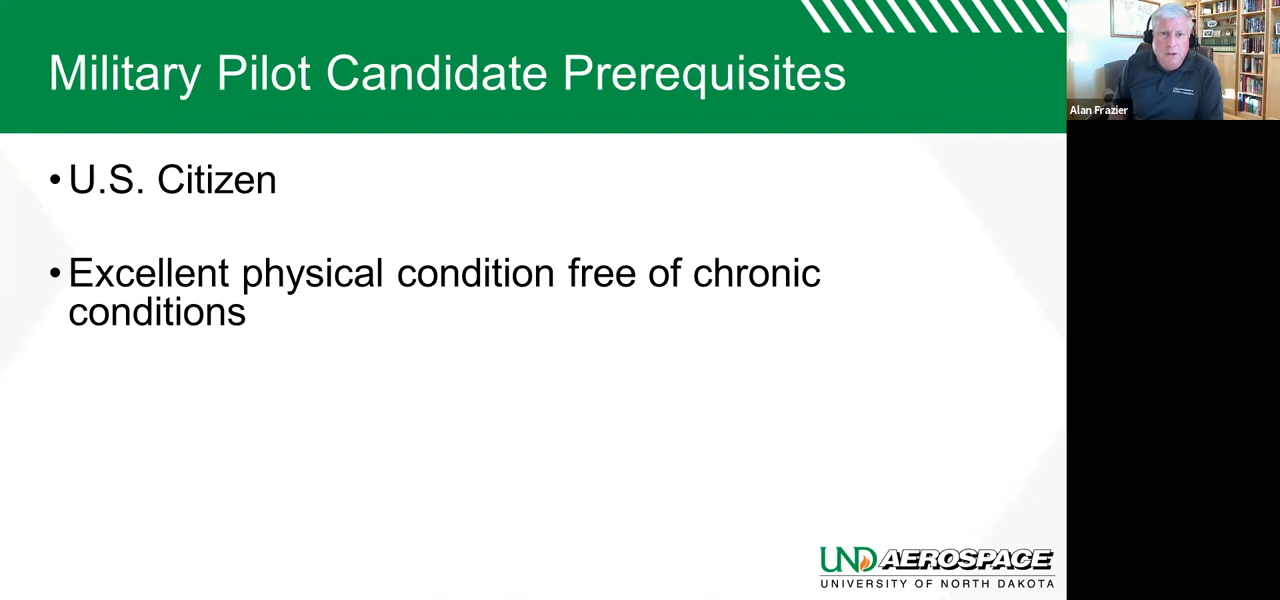 Military Pilot Candidate Prerequisites
• U.S. Citizen
• Excellent physical condition free of chronic
conditions
UND AEROSPACE
UNIVERSITY OF NORTH DAKOTA
Alan Frazier